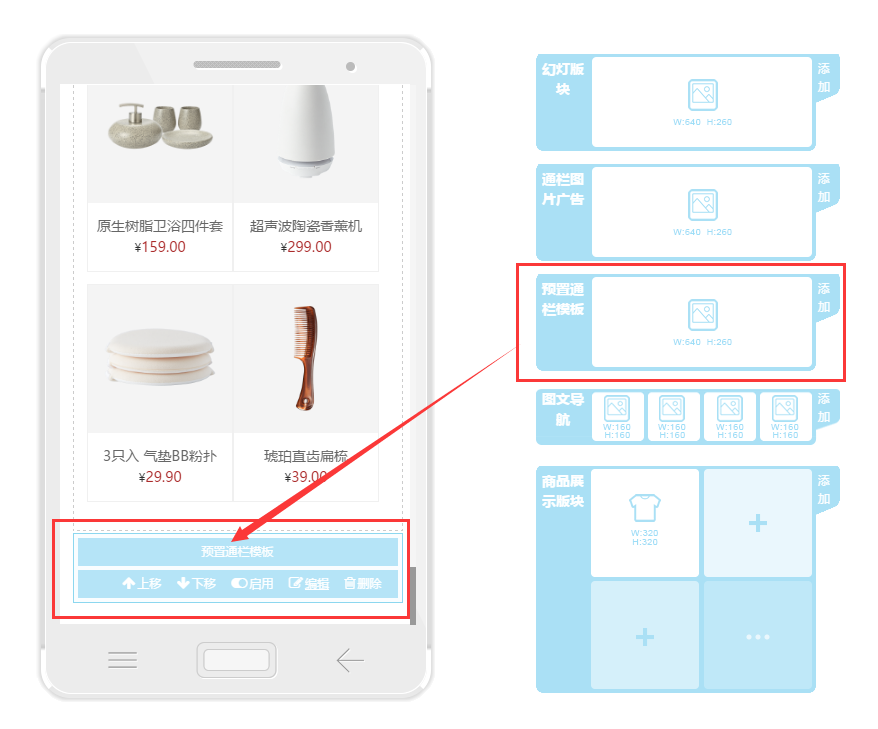 原生树脂卫浴四件套
¥159.00
超声波陶瓷香薰机
¥299.00
3只入 气垫BB粉扑
¥29.90
琥珀直齿扁梳
¥39.00
预置通栏模板
上移 下移 启用 编辑 删除
幻灯版
块
W:640 H:260
添
加
通栏图
片广告
W:640 H:260
添
加
预置通
栏模板
W:640 H:260
添
加
图文导
航
W:160
H:160
W:160
H:160
W:160
H:160
W:160
H:160
添
加
商品展
示版块
W:320
H:320
添
加